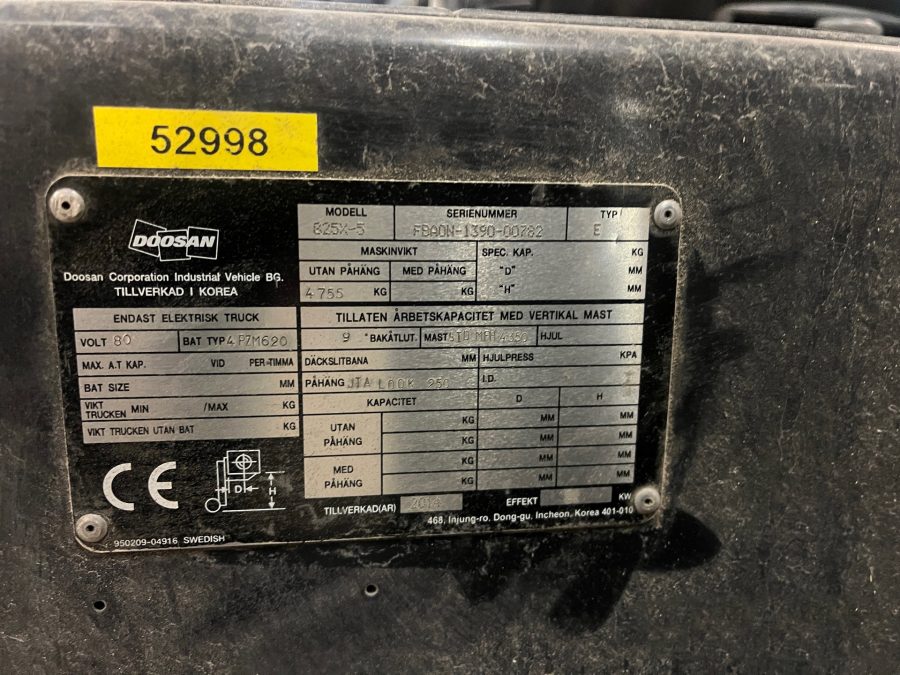 52998
DOOSAN
Doosan Corporation Industrial Vehicle BG.
TILLVERKAD I KOREA
ENDAST ELEKTRISK TRUCK
VOLT 80 BAT TYP 4PZM620
MAX. A.T KAP. VID PER-TIMMA
BAT SIZE MM
VIKT TRUCKEN MIN /MAX KG
VIKT TRUCKEN UTAN BAT KG
CE
D H
950209-04916 SWEDISH
MODELL SERIENUMMER TYP
B25X-5 FBA0N-1390-00782 E
MASKINVIKT SPEC. KAP. KG
UTAN PÅHÄNG MED PÅHÄNG "D" MM
4755 KG KG "H" MM
TILLATEN ÅRBETSKAPACITET MED VERTIKAL MAST
9 °BAKÅTLUT. MAST HJUL
DÄCKSLITBANA MM HJULPRESS KPA
PÅHÄNG I.D.
KAPACITET D H
UTAN PÅHÄNG KG MM MM
KG MM MM
MED PÅHÄNG KG MM MM
KG MM MM
TILLVERKAD(AR) EFFEKT KW
468, Injung-ro. Dong-gu. Incheon, Korea 401-010